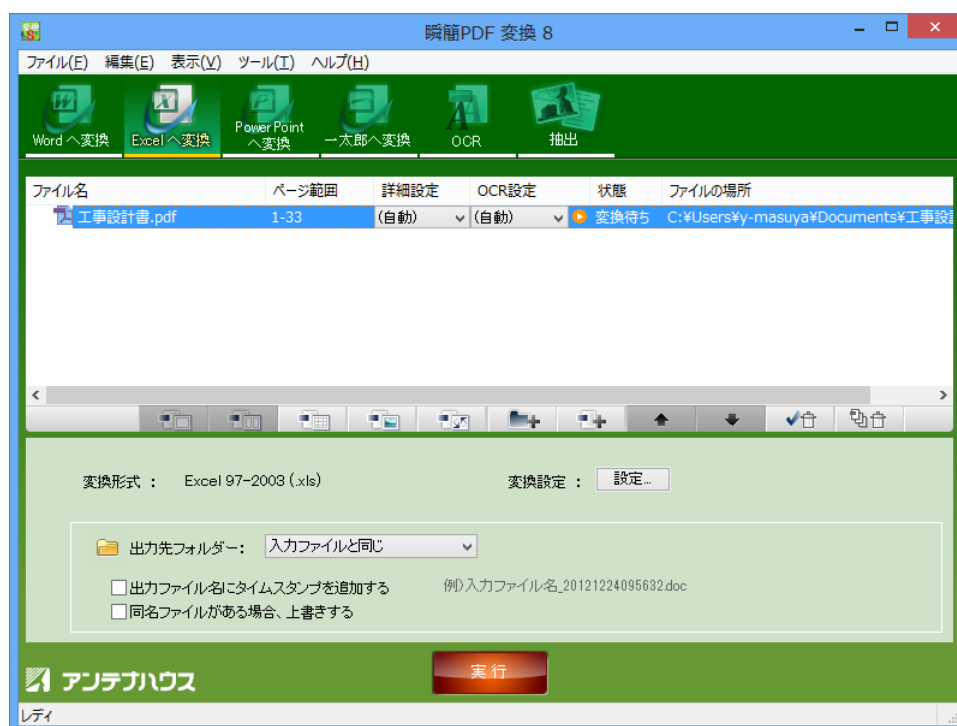 瞬簡PDF 変換 8
ファイル(F) 編集(E) 表示(V) ツール(T) ヘルプ(H)
Word へ変換 Excel へ変換 PowerPoint へ変換 一太郎へ変換 OCR 抽出
ファイル名 ページ範囲 詳細設定 OCR設定 状態 ファイルの場所
工事設計書.pdf 1-33 (自動) (自動) 変換待ち C:¥Users¥y-masuya¥Documents¥工事設
変換形式 : Excel 97-2003 (.xls) 変換設定 : 設定...
出力先フォルダー: 入力ファイルと同じ
出力ファイル名にタイムスタンプを追加する 例)入力ファイル名_20121224095632.doc
同名ファイルがある場合、上書きする
実行
アンテナハウス
レディ